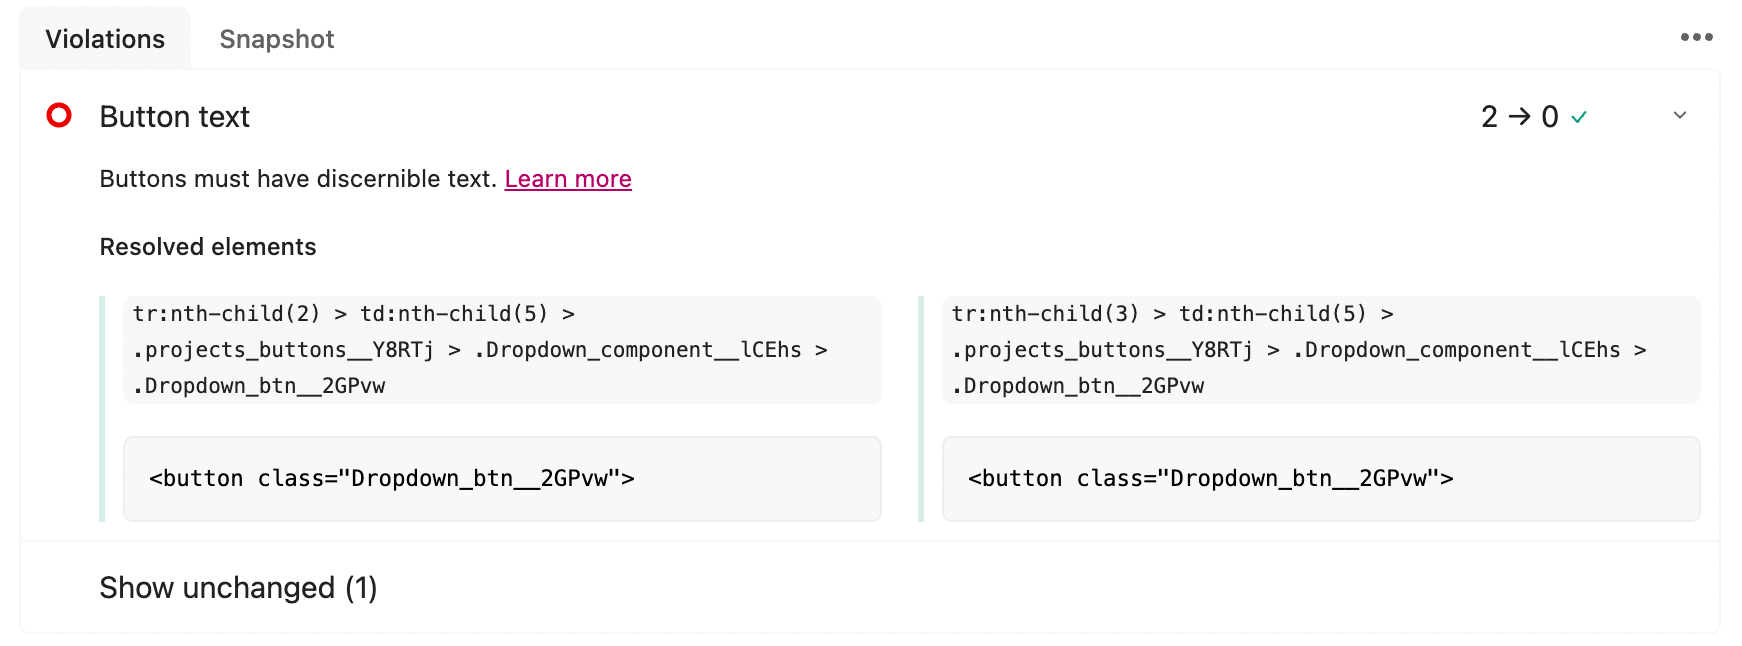 Violations
Snapshot
Button text
2 → 0 ✓
Buttons must have discernible text. Learn more
Resolved elements
tr:nth-child(2) > td:nth-child(5) >
.projects_buttons__Y8RTj > .Dropdown_component__lCEhs >
.Dropdown_btn__2GPvw
<button class="Dropdown_btn__2GPvw">
tr:nth-child(3) > td:nth-child(5) >
.projects_buttons__Y8RTj > .Dropdown_component__lCEhs >
.Dropdown_btn__2GPvw
<button class="Dropdown_btn__2GPvw">
Show unchanged (1)